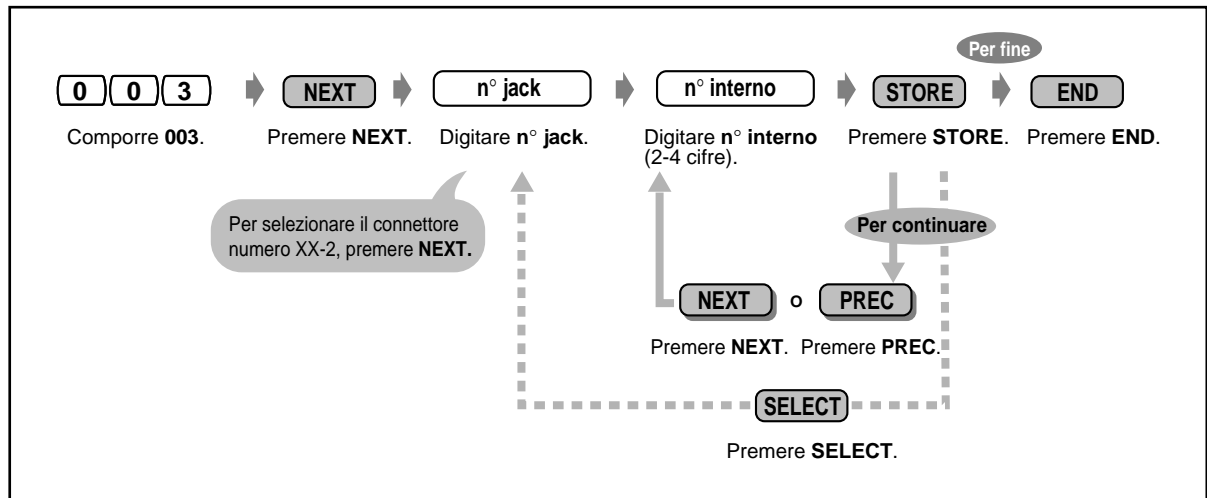 Per fine
0 0 3 NEXT n° jack n° interno STORE END
Comporre 003. Premere NEXT. Digitare n° jack. Digitare n° interno Premere STORE. Premere END.
(2-4 cifre).
Per selezionare il connettore
numero XX-2, premere NEXT.
Per continuare
NEXT o PREC
Premere NEXT. Premere PREC.
SELECT
Premere SELECT.